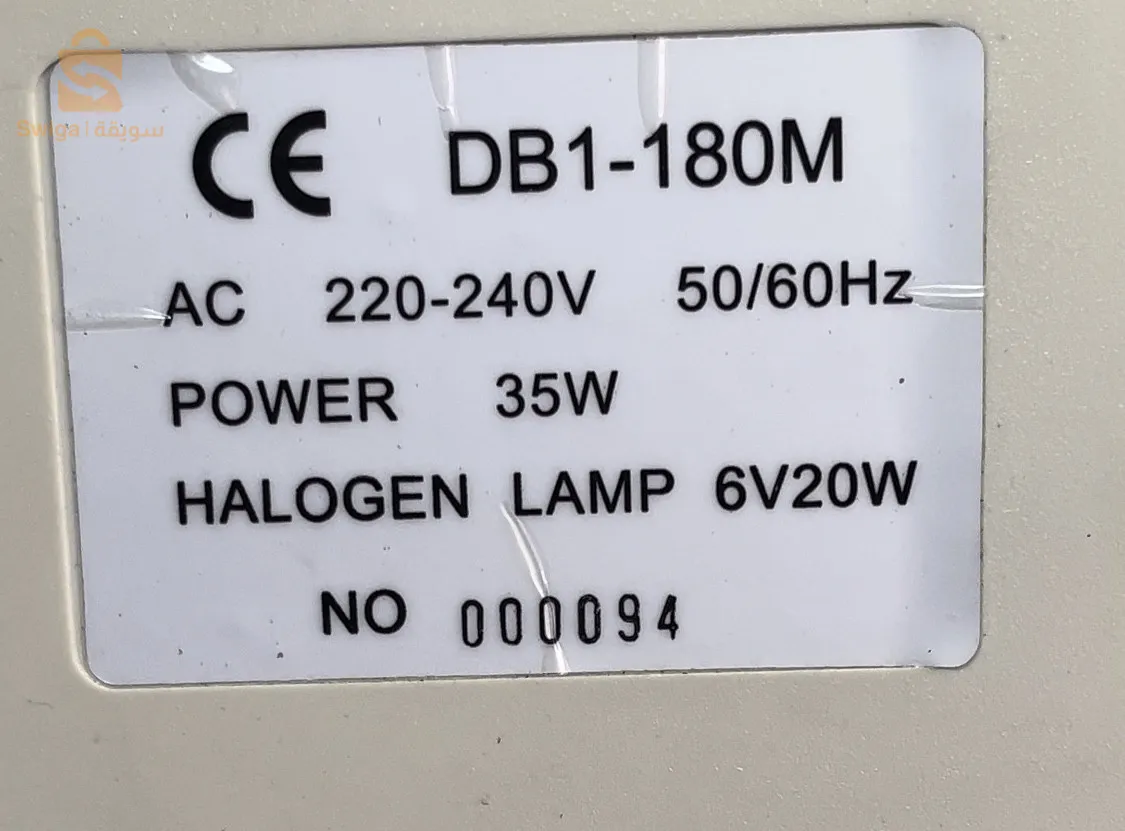 Swiqa | سويقة
CE DB1-180M
AC 220-240V 50/60Hz
POWER 35W
HALOGEN LAMP 6V20W
NO 000094